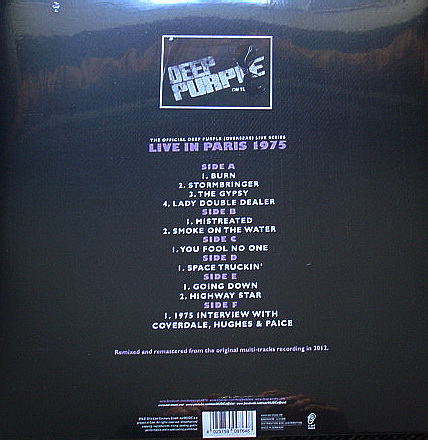 DEEP
PURPLE
THE OFFICIAL DEEP PURPLE (OVERSEAS) LIVE SERIES
LIVE IN PARIS 1975
SIDE A
1. BURN
2. STORMBRINGER
3. THE GYPSY
4. LADY DOUBLE DEALER
SIDE B
1. MISTREATED
2. SMOKE ON THE WATER
SIDE C
1. YOU FOOL NO ONE
SIDE D
1. SPACE TRUCKIN'
SIDE E
1. GOING DOWN
2. HIGHWAY STAR
SIDE F
1. 1975 INTERVIEW WITH
COVERDALE, HUGHES & PAICE
Remixed and remastered from the original multi-tracks recording in 2012.